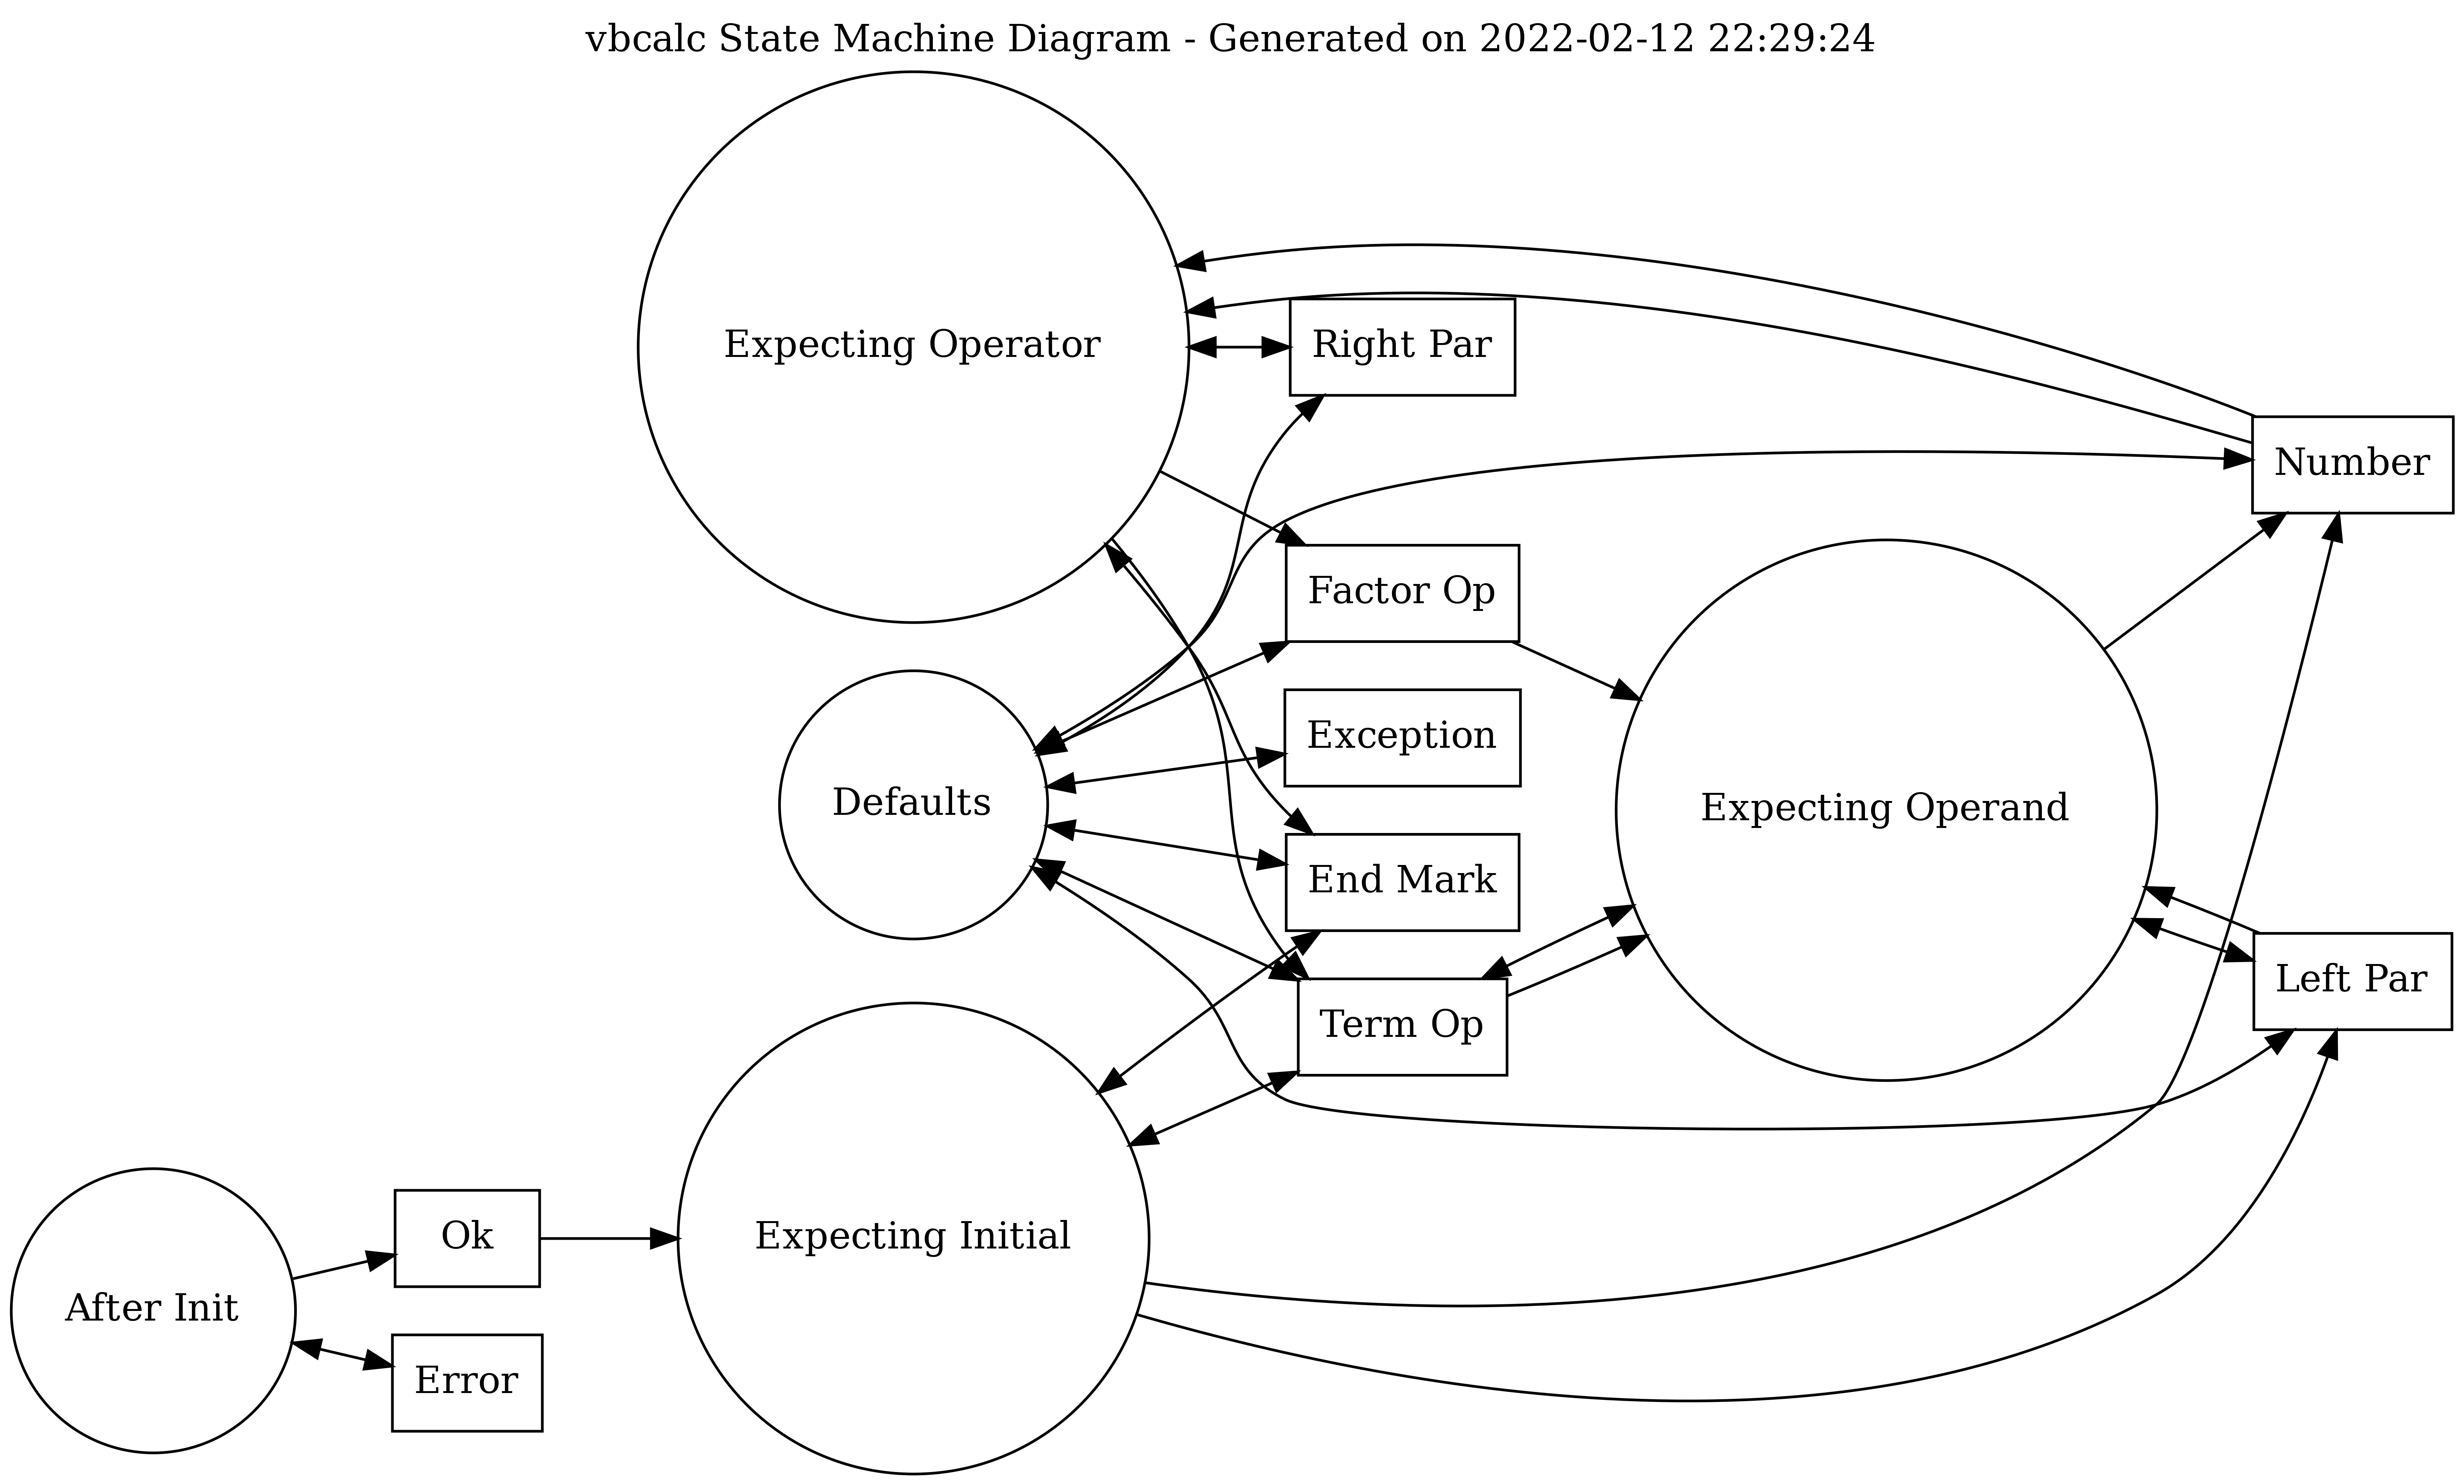 vbcalc State Machine Diagram - Generated on 2022-02-12 22:29:24
Expecting Operator
Right Par
Number
Factor Op
Exception
Defaults
Expecting Operand
End Mark
Left Par
Term Op
Ok
Expecting Initial
After Init
Error